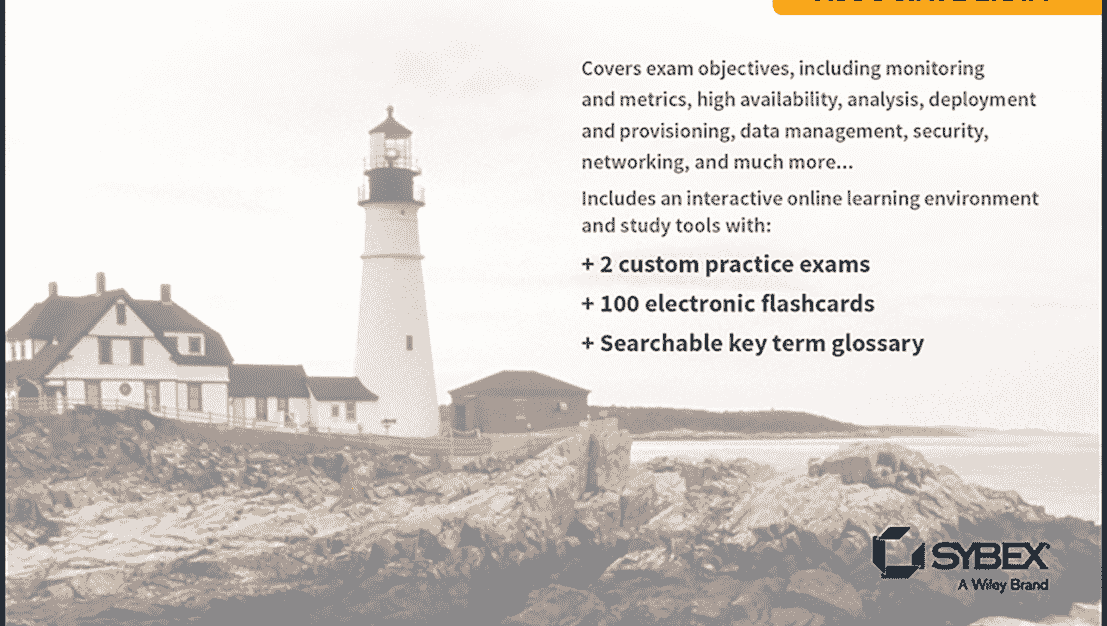 Covers exam objectives, including monitoring
and metrics, high availability, analysis, deployment
and provisioning, data management, security,
networking, and much more...
Includes an interactive online learning environment
and study tools with:
+ 2 custom practice exams
+ 100 electronic flashcards
+ Searchable key term glossary
SYBEX
A Wiley Brand